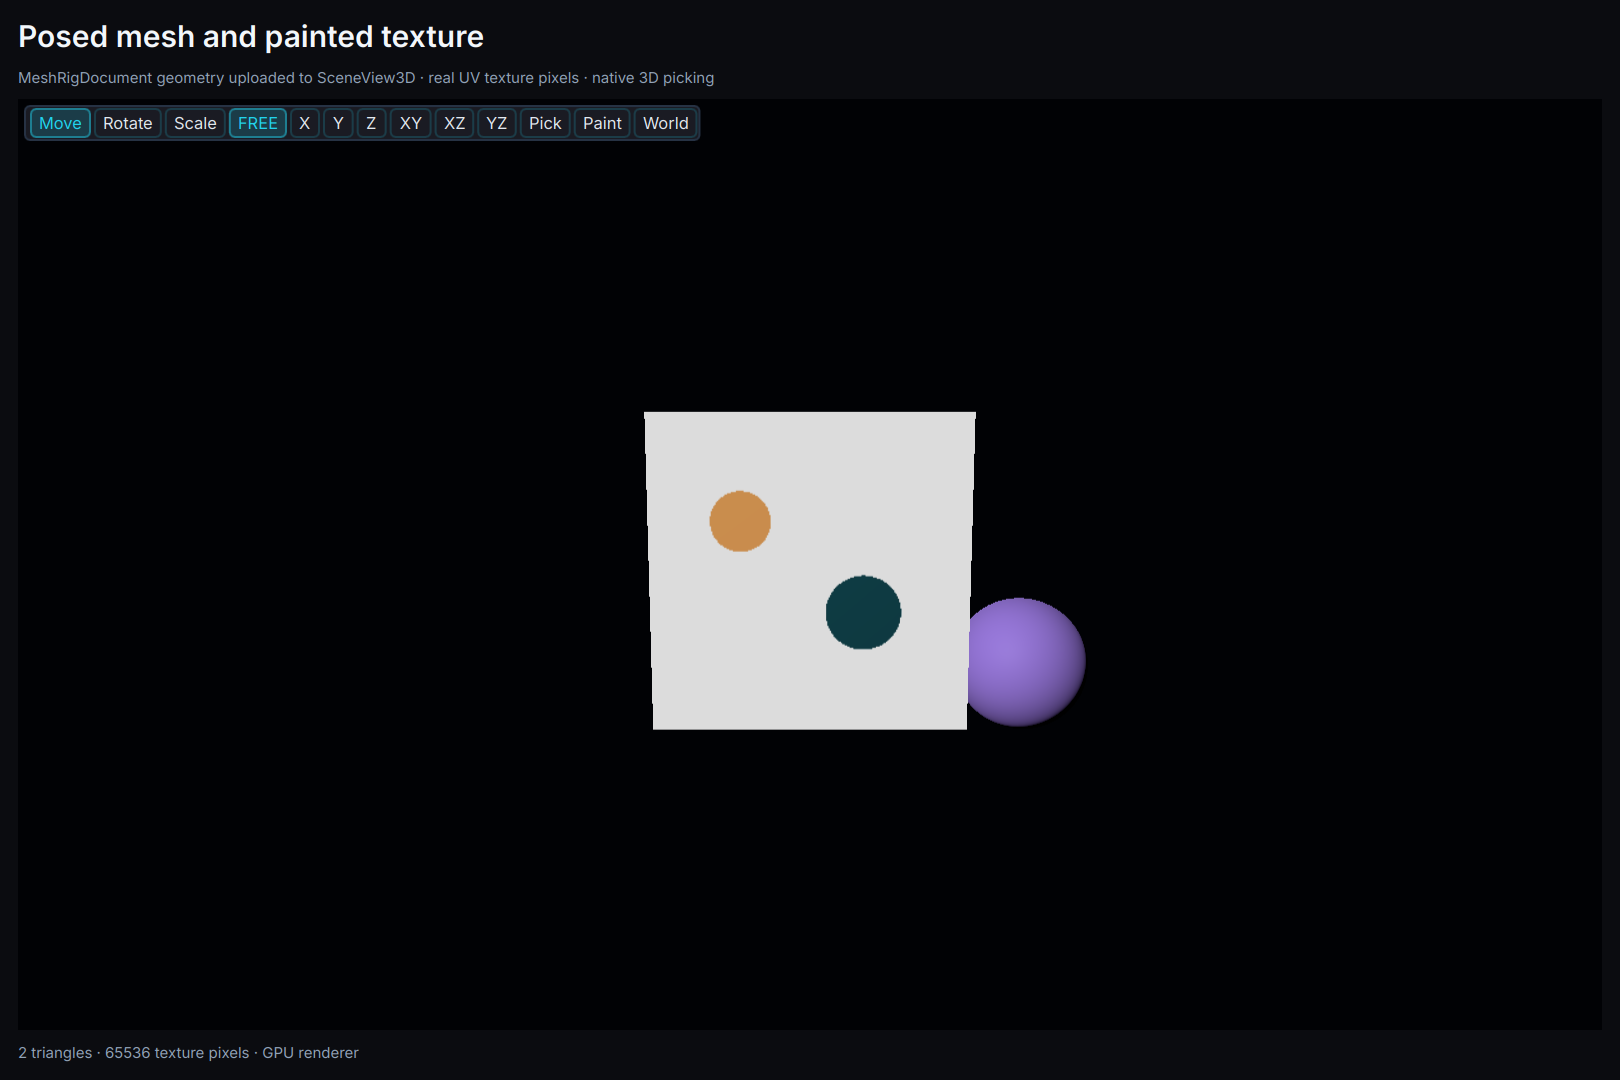 Posed mesh and painted texture
MeshRigDocument geometry uploaded to SceneView3D · real UV texture pixels · native 3D picking
Move Rotate Scale FREE X Y Z XY XZ YZ Pick Paint World
2 triangles · 65536 texture pixels · GPU renderer